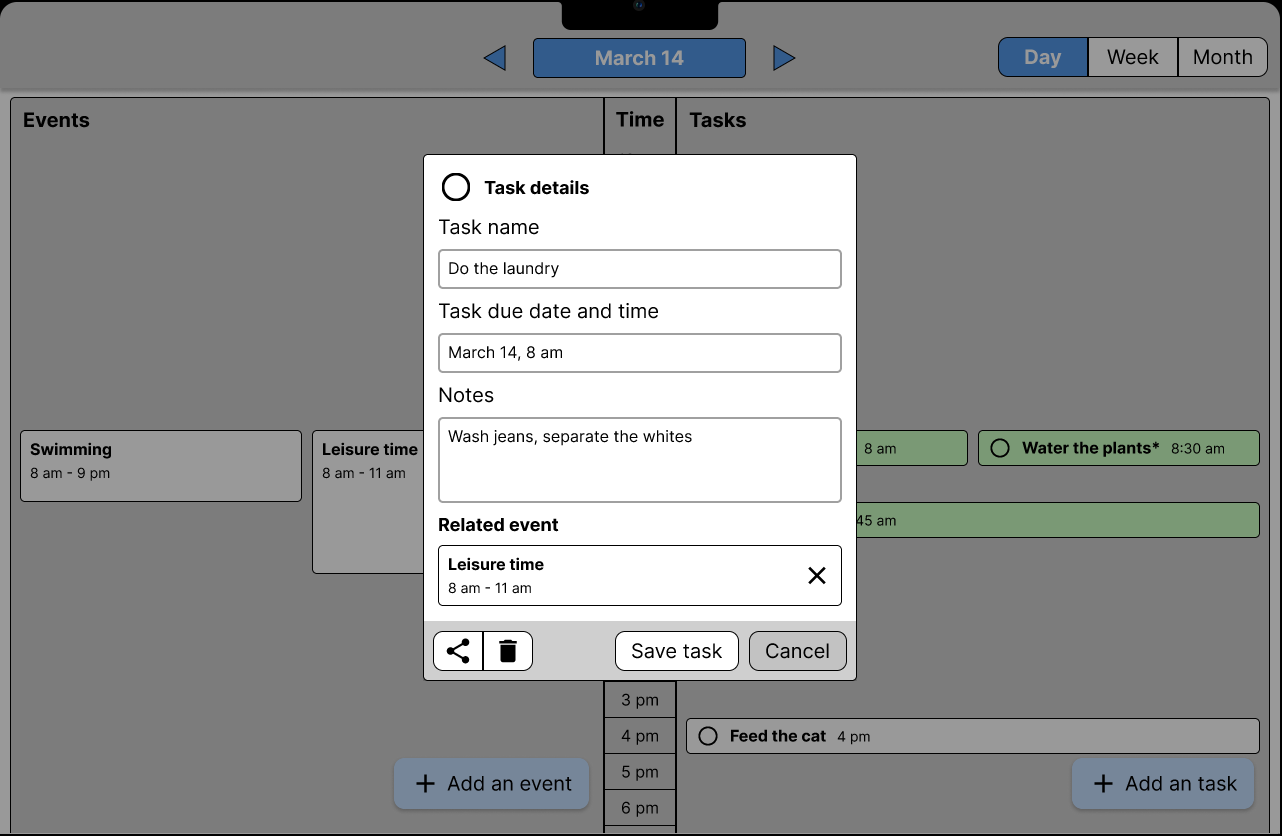 March 14
Day
Week
Month
Events
Time
Tasks
Task details
Task name
Do the laundry
Task due date and time
March 14, 8 am
Notes
Wash jeans, separate the whites
Related event
Leisure time
8 am - 11 am
Save task
Cancel
Swimming
8 am - 9 pm
Leisure time
8 am - 11 am
8 am
Water the plants* 8:30 am
45 am
3 pm
4 pm
5 pm
6 pm
Feed the cat 4 pm
+ Add an event
+ Add an task